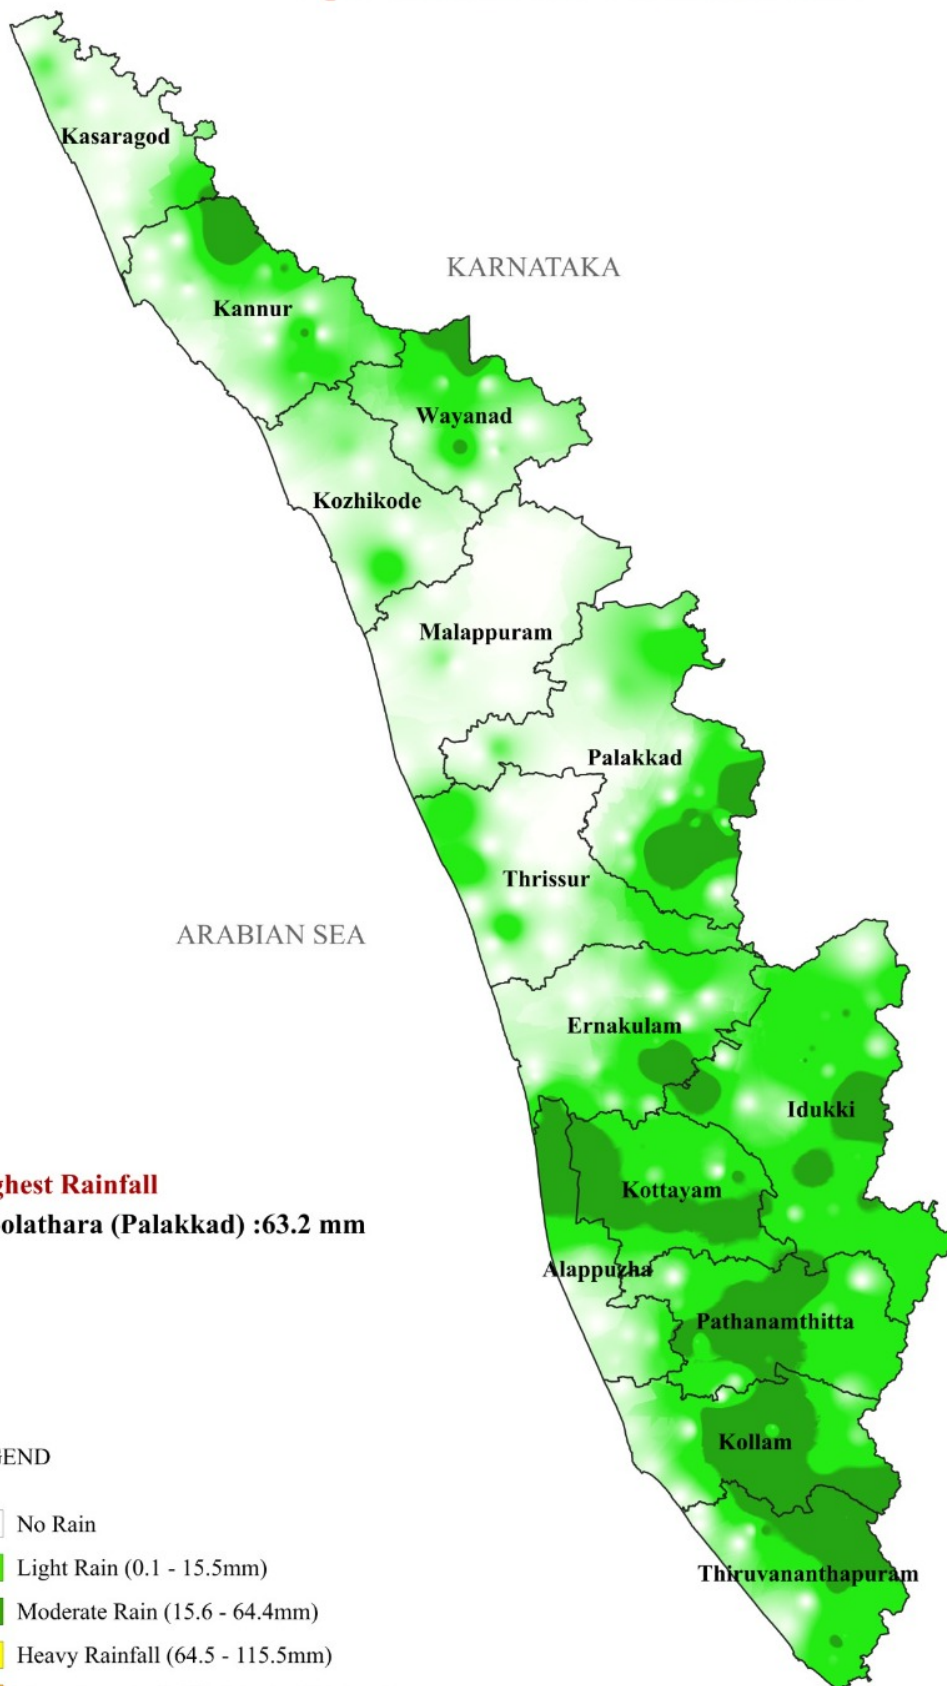 Kasaragod
KARNATAKA
Kannur
Wayanad
Kozhikode
Malappuram
Palakkad
Thrissur
ARABIAN SEA
Ernakulam
Idukki
ghest Rainfall
Kottayam
olathara (Palakkad) :63.2 mm
Alappuzha
Pathanamthitta
Kollam
GEND
No Rain
Light Rain (0.1 - 15.5mm)
Thiruvananthapuram
Moderate Rain (15.6 - 64.4mm)
Heavy Rainfall (64.5 - 115.5mm)